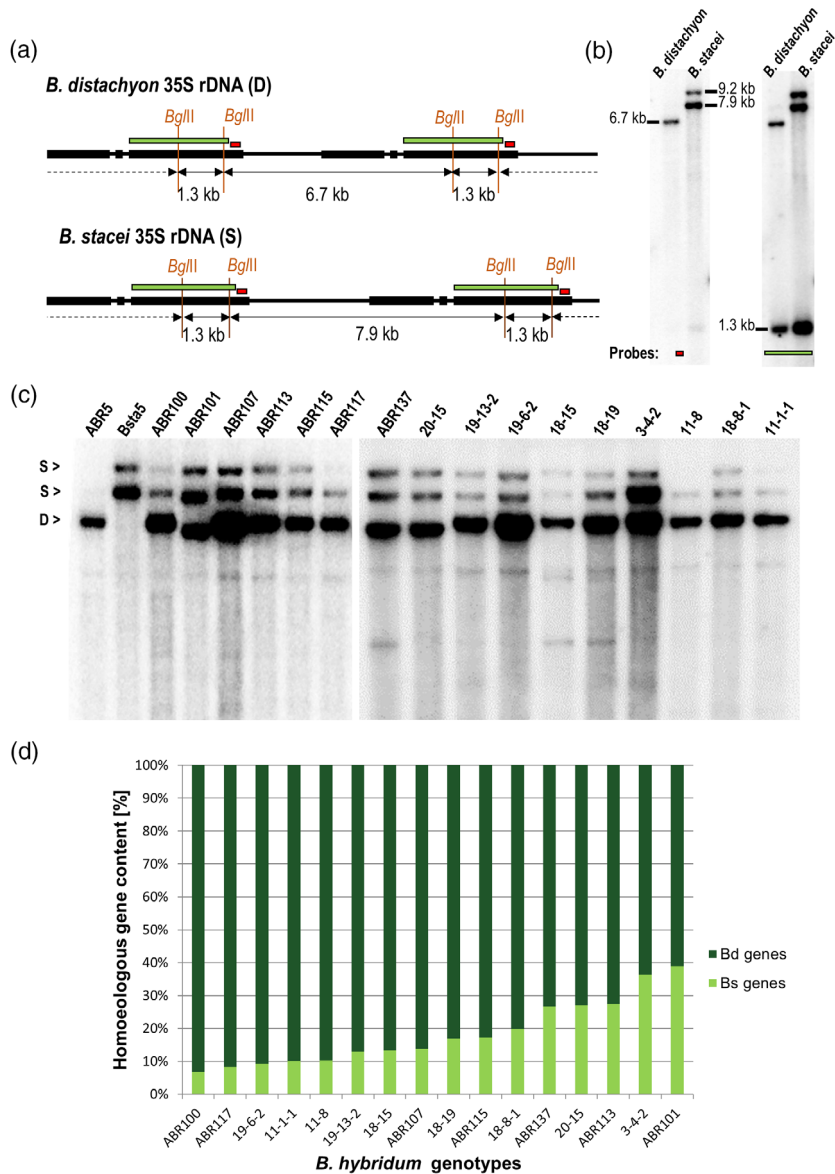 (a)
B. distachyon 35S rDNA (D)
BglII
BglII
BglII
BglII
1.3 kb
6.7 kb
1.3 kb
B. stacei 35S rDNA (S)
BglII
BglII
BglII
BglII
1.3 kb
7.9 kb
1.3 kb
(b)
B. distachyon
B. stacei
B. distachyon
B. stacei
9.2 kb
7.9 kb
6.7 kb
1.3 kb
Probes:
(c)
ABR5
Bsta5
ABR100
ABR101
ABR107
ABR113
ABR115
ABR117
ABR137
20-15
19-13-2
19-6-2
18-15
18-19
3-4-2
11-8
18-8-1
11-1-1
S >
S >
D >
(d)
Homoeologous gene content [%]
100%
90%
80%
70%
60%
50%
40%
30%
20%
10%
0%
Bd genes
Bs genes
ABR100
ABR117
19-6-2
11-1-1
11-8
19-13-2
18-15
ABR107
18-19
ABR115
18-8-1
ABR137
20-15
ABR113
3-4-2
ABR101
B. hybridum genotypes